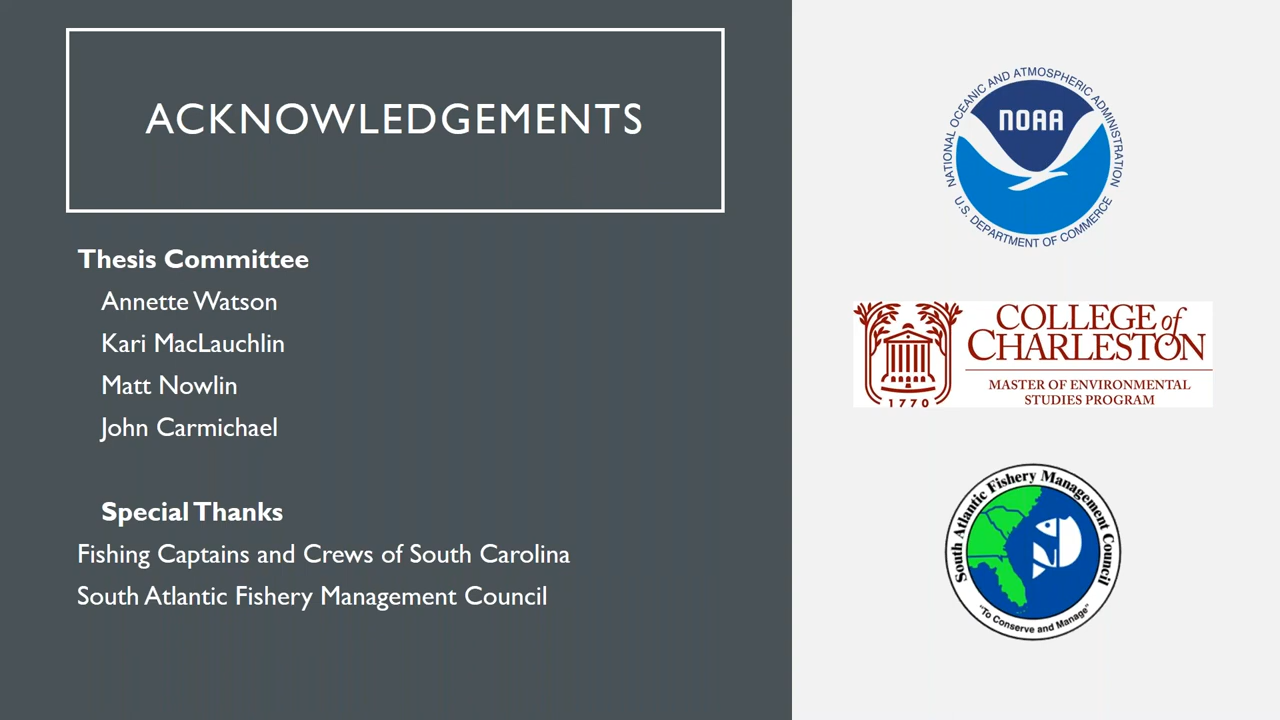 ACKNOWLEDGEMENTS
Thesis Committee
Annette Watson
Kari MacLauchlin
Matt Nowlin
John Carmichael
Special Thanks
Fishing Captains and Crews of South Carolina
South Atlantic Fishery Management Council
NATIONAL OCEANIC AND ATMOSPHERIC ADMINISTRATION
NOAA
U.S. DEPARTMENT OF COMMERCE
COLLEGE of
CHARLESTON
1770
MASTER OF ENVIRONMENTAL
STUDIES PROGRAM
South Atlantic Fishery Management Council
"To Conserve and Manage"